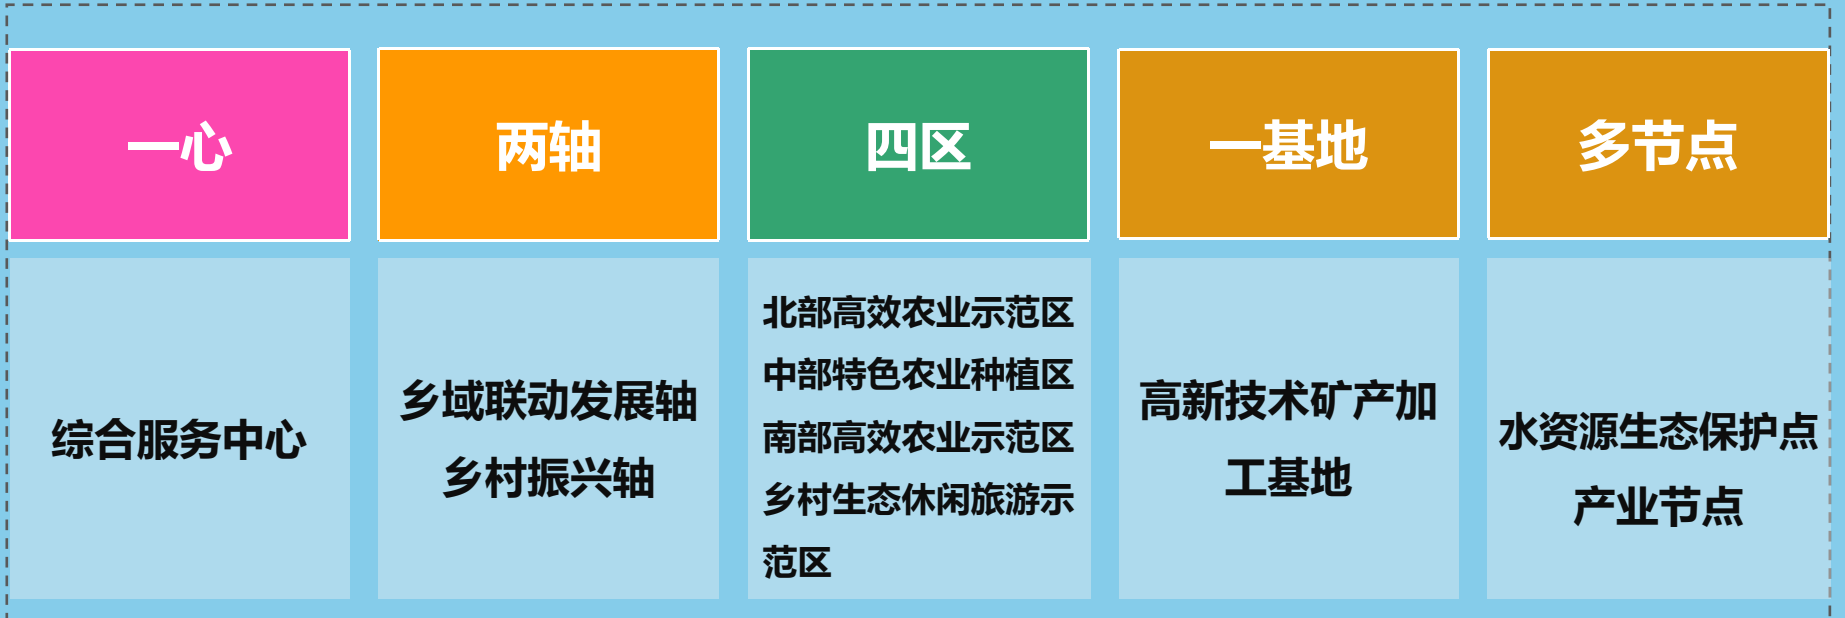 一心
两轴
四区
一基地
多节点
综合服务中心
乡域联动发展轴
乡村振兴轴
北部高效农业示范区
中部特色农业种植区
南部高效农业示范区
乡村生态休闲旅游示
范区
高新技术矿产加
工基地
水资源生态保护点
产业节点